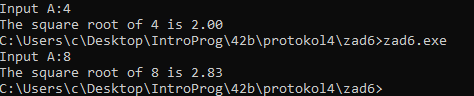 Input A:4
The square root of 4 is 2.00
C:\Users\c\Desktop\IntroProg\42b\protokol4\zad6>zad6.exe
Input A:8
The square root of 8 is 2.83
C:\Users\c\Desktop\IntroProg\42b\protokol4\zad6>